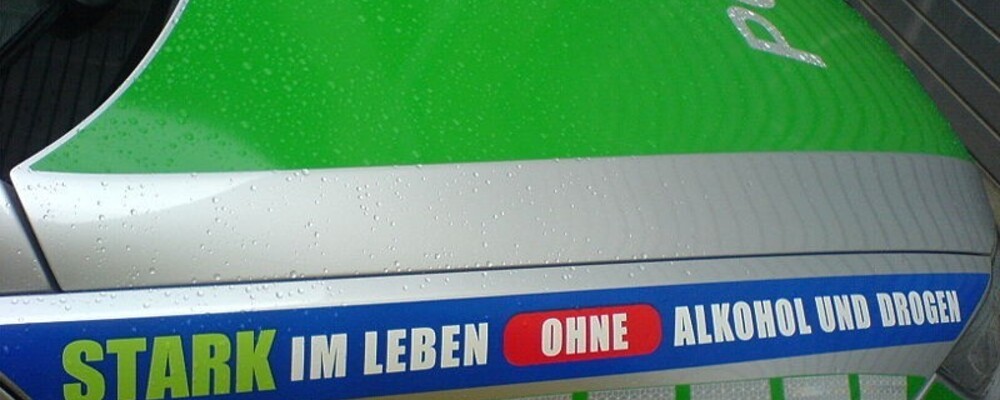 STARK IM LEBEN OHNE ALKOHOL UND DROGEN